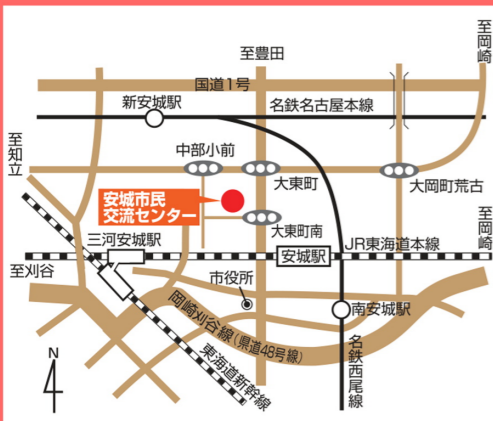 至豊田
至岡崎
国道1号
新安城駅
名鉄名古屋本線
至知立
中部小前
大東町
大岡町荒古
安城市民
交流センター
大東町南
三河安城駅
安城駅
JR東海道本線
至刈谷
市役所
南安城駅
至岡崎
岡崎刈谷線(県道48号線)
東海道新幹線
名鉄西尾線
N